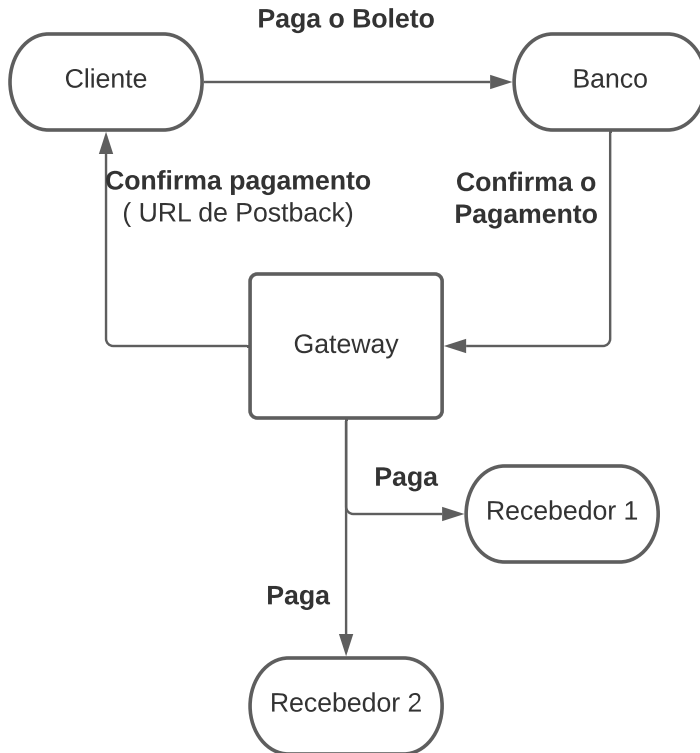 Paga o Boleto
Cliente
Banco
Confirma pagamento
( URL de Postback)
Confirma o
Pagamento
Gateway
Paga
Recebedor 1
Paga
Recebedor 2